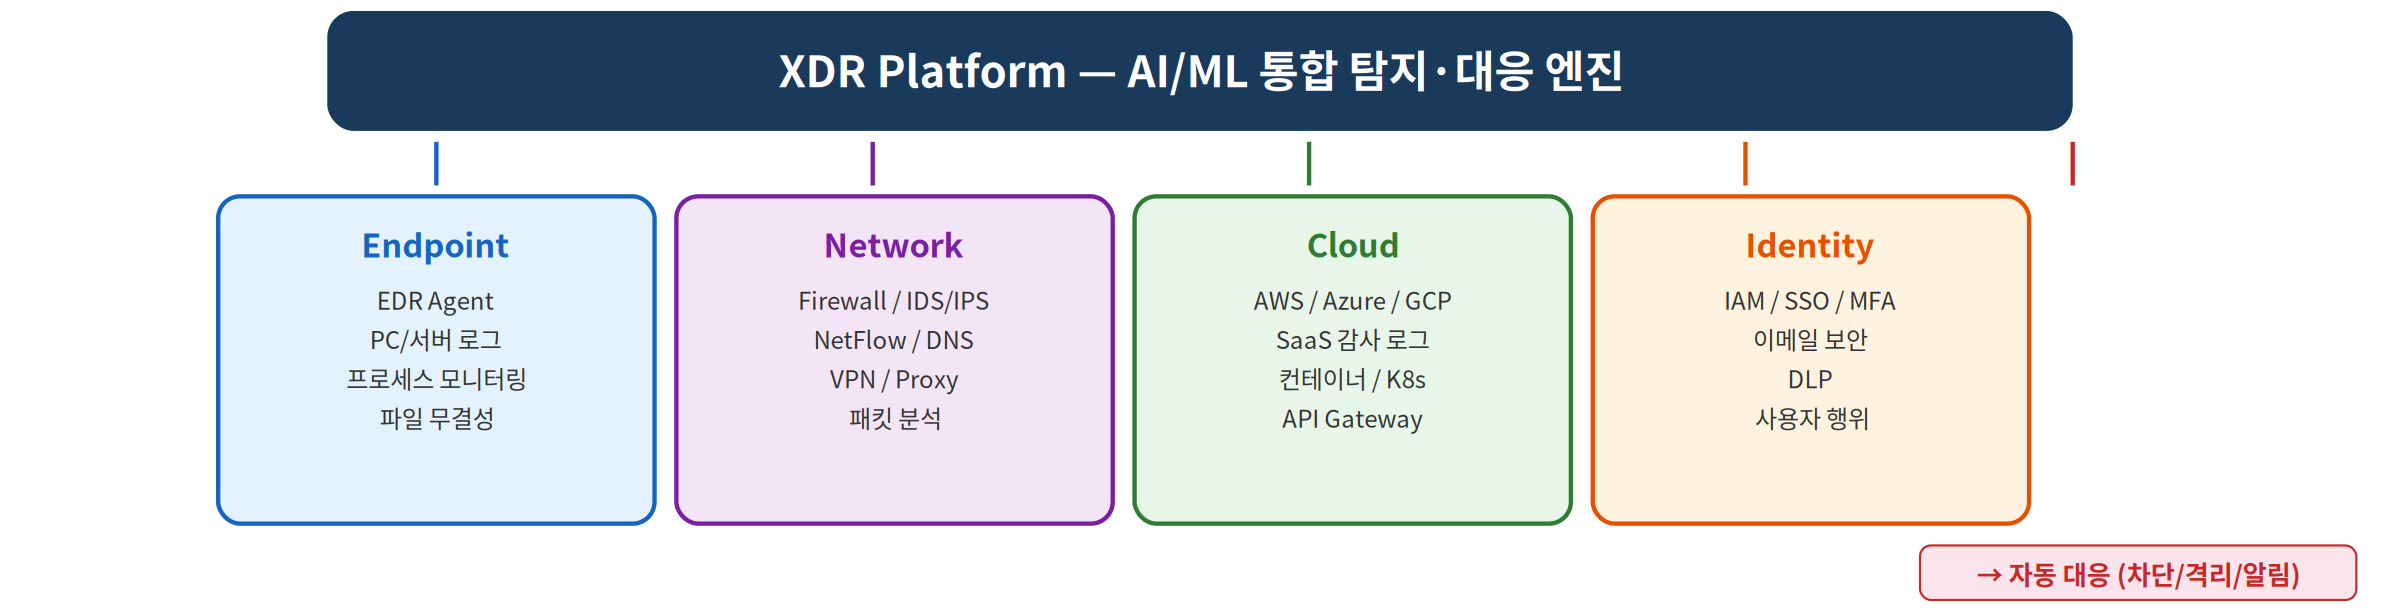 XDR Platform — AI/ML 통합 탐지·대응 엔진
Endpoint
EDR Agent
PC/서버 로그
프로세스 모니터링
파일 무결성
Network
Firewall / IDS/IPS
NetFlow / DNS
VPN / Proxy
패킷 분석
Cloud
AWS / Azure / GCP
SaaS 감사 로그
컨테이너 / K8s
API Gateway
Identity
IAM / SSO / MFA
이메일 보안
DLP
사용자 행위
→ 자동 대응 (차단/격리/알림)